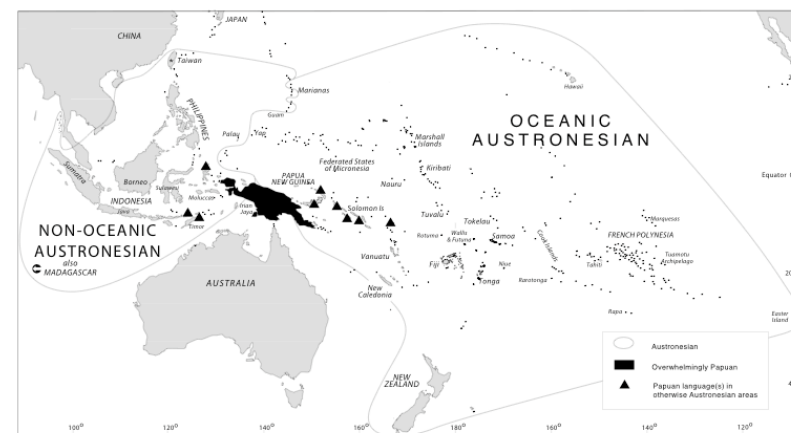 JAPAN
CHINA
Taiwan
PHILIPPINES
Marianas
Guam
Hawaii
OCEANIC
AUSTRONESIAN
Palau
Yap
Marshall
Islands
Federated States
of Micronesia
Kiribati
Sumatra
Borneo
Sulawesi
Moluccas
PAPUA
NEW GUINEA
Nauru
Equator
INDONESIA
Java
Irian
Jaya
Solomon Is
Timor
Tuvalu
Tokelau
Marquesas
NON-OCEANIC
AUSTRONESIAN
also
MADAGASCAR
Rotuma
Wallis
& Futuna
Samoa
Cook Islands
FRENCH POLYNESIA
Vanuatu
Fiji
Niue
Tahiti
Tuamotu
Archipelago
AUSTRALIA
New
Caledonia
Tonga
Rarotonga
Rapa
Easter
Island
NEW
ZEALAND
Austronesian
Overwhelmingly Papuan
Papuan language(s) in
otherwise Austronesian areas
100° 120° 140° 160° 180° 160° 140° 120°